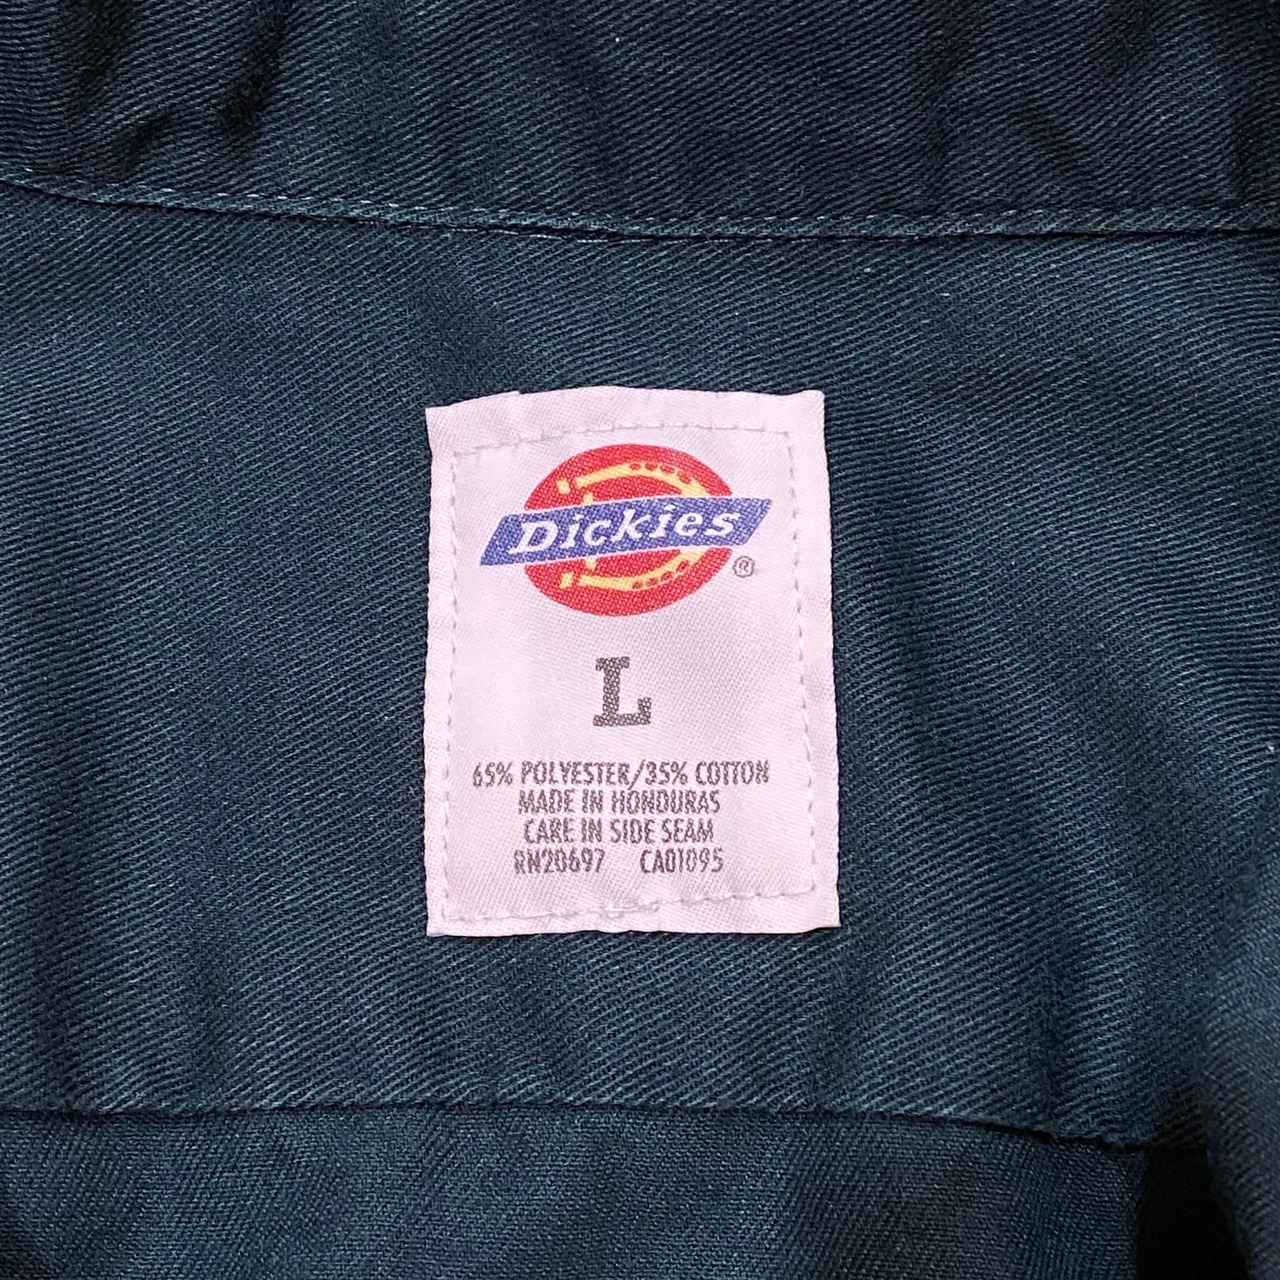 Dickies
®
L
65% POLYESTER/35% COTTON
MADE IN HONDURAS
CARE IN SIDE SEAM
RN20697 CA01095